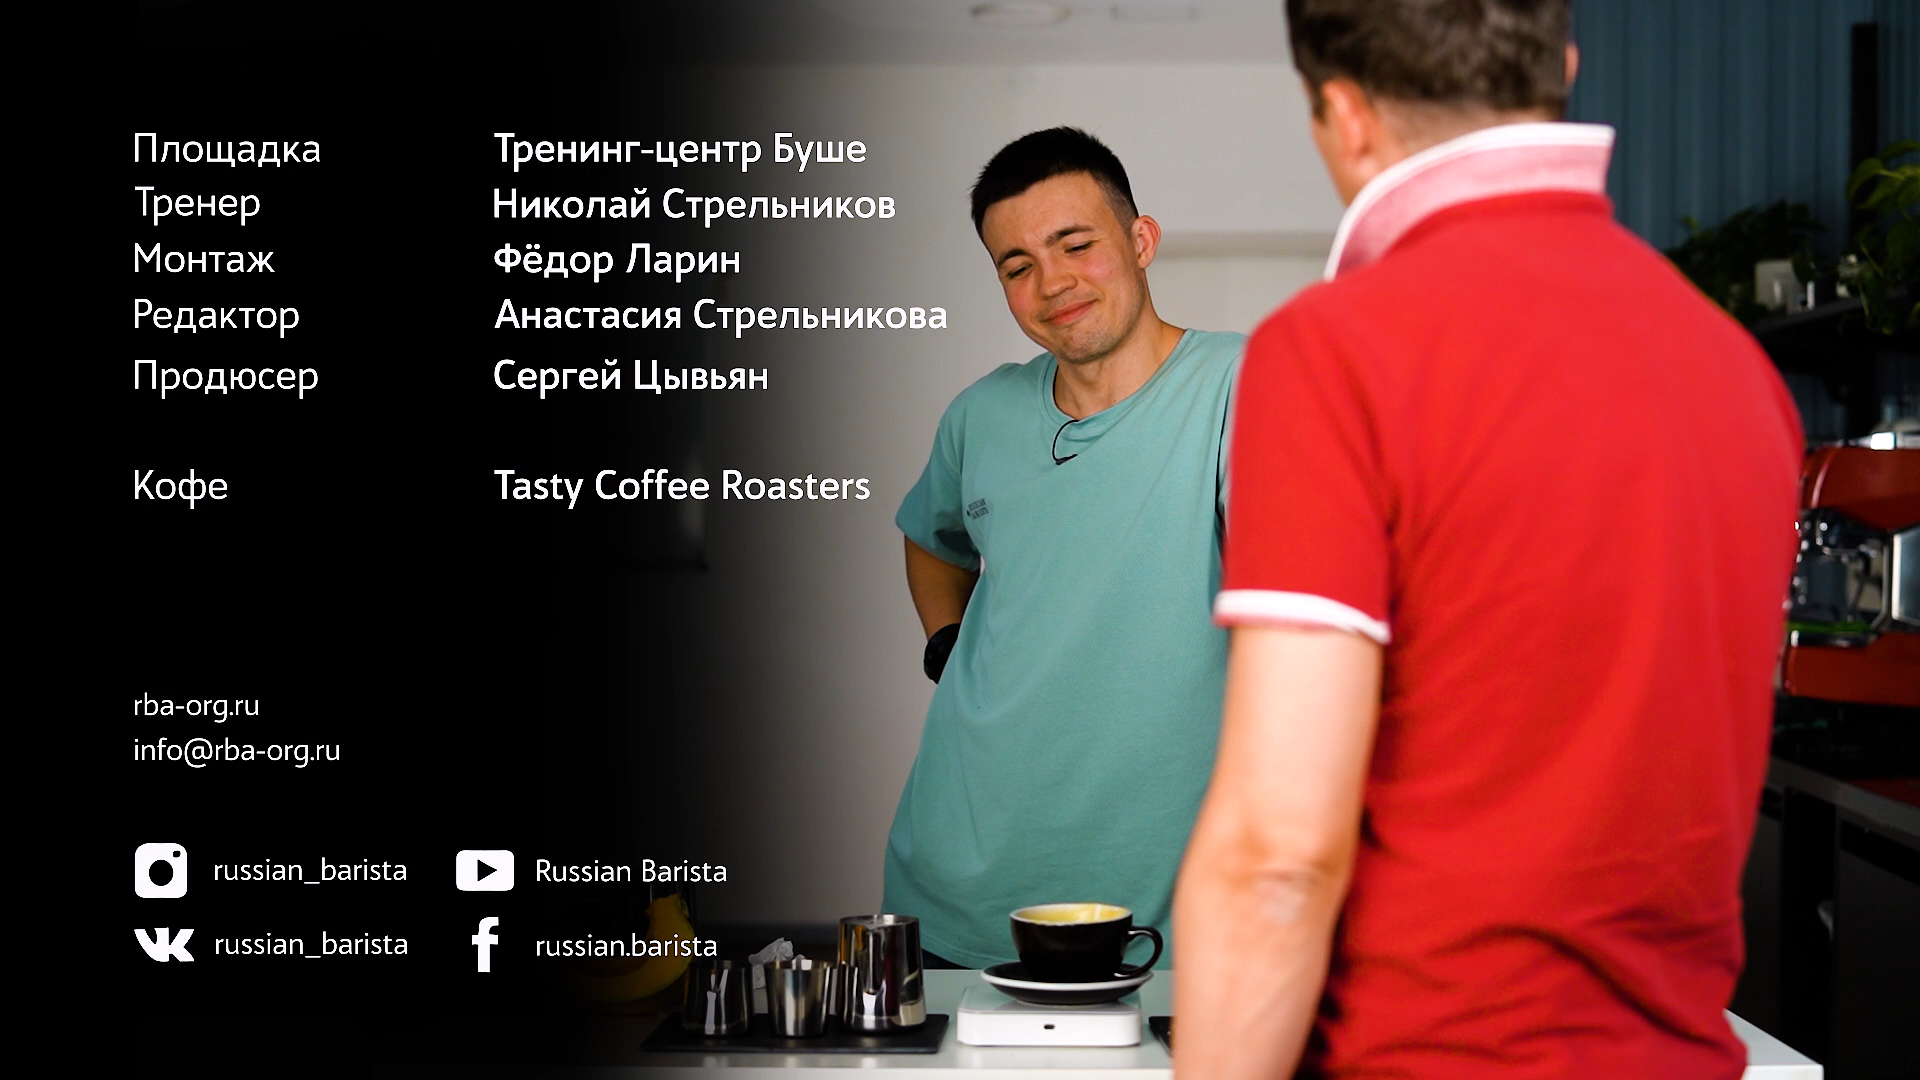 Площадка Тренинг-центр Буше
Тренер Николай Стрельников
Монтаж Фёдор Ларин
Редактор Анастасия Стрельникова
Продюсер Сергей Цывьян
Кофе Tasty Coffee Roasters
rba-org.ru
info@rba-org.ru
russian_barista Russian Barista
russian_barista russian.barista